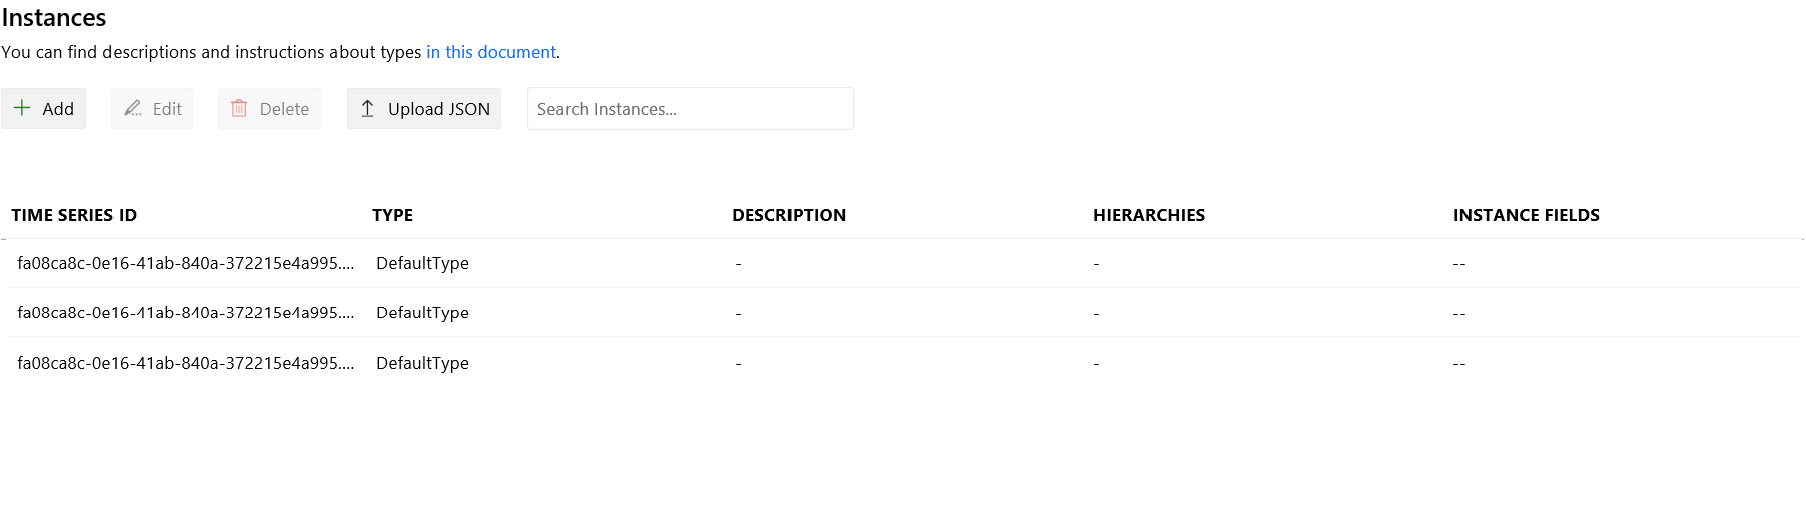 Instances
You can find descriptions and instructions about types in this document.
Add Edit Delete Upload JSON Search Instances...
TIME SERIES ID TYPE DESCRIPTION HIERARCHIES INSTANCE FIELDS
fa08ca8c-0e16-41ab-840a-372215e4a995.... DefaultType - - --
fa08ca8c-0e16-41ab-840a-372215e4a995.... DefaultType - - --
fa08ca8c-0e16-41ab-840a-372215e4a995.... DefaultType - - --